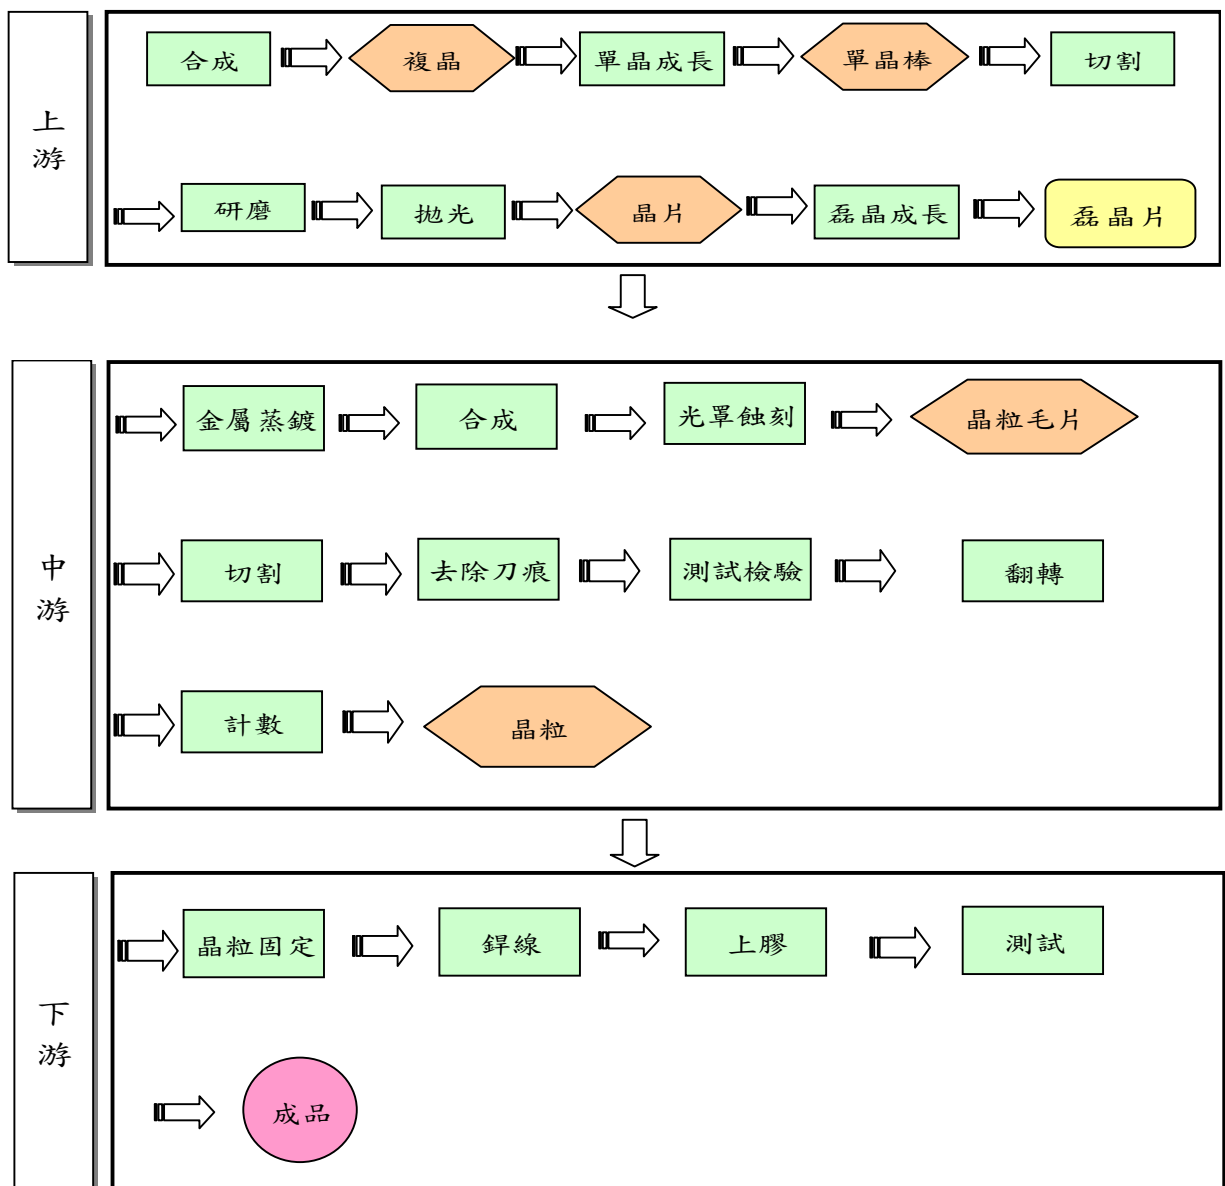 上游
合成 複晶 單晶成長 單晶棒 切割
研磨 拋光 晶片 磊晶成長 磊晶片
中游
金屬蒸鍍 合成 光罩蝕刻 晶粒毛片
切割 去除刀痕 測試檢驗 翻轉
計數 晶粒
下游
晶粒固定 銲線 上膠 測試
成品